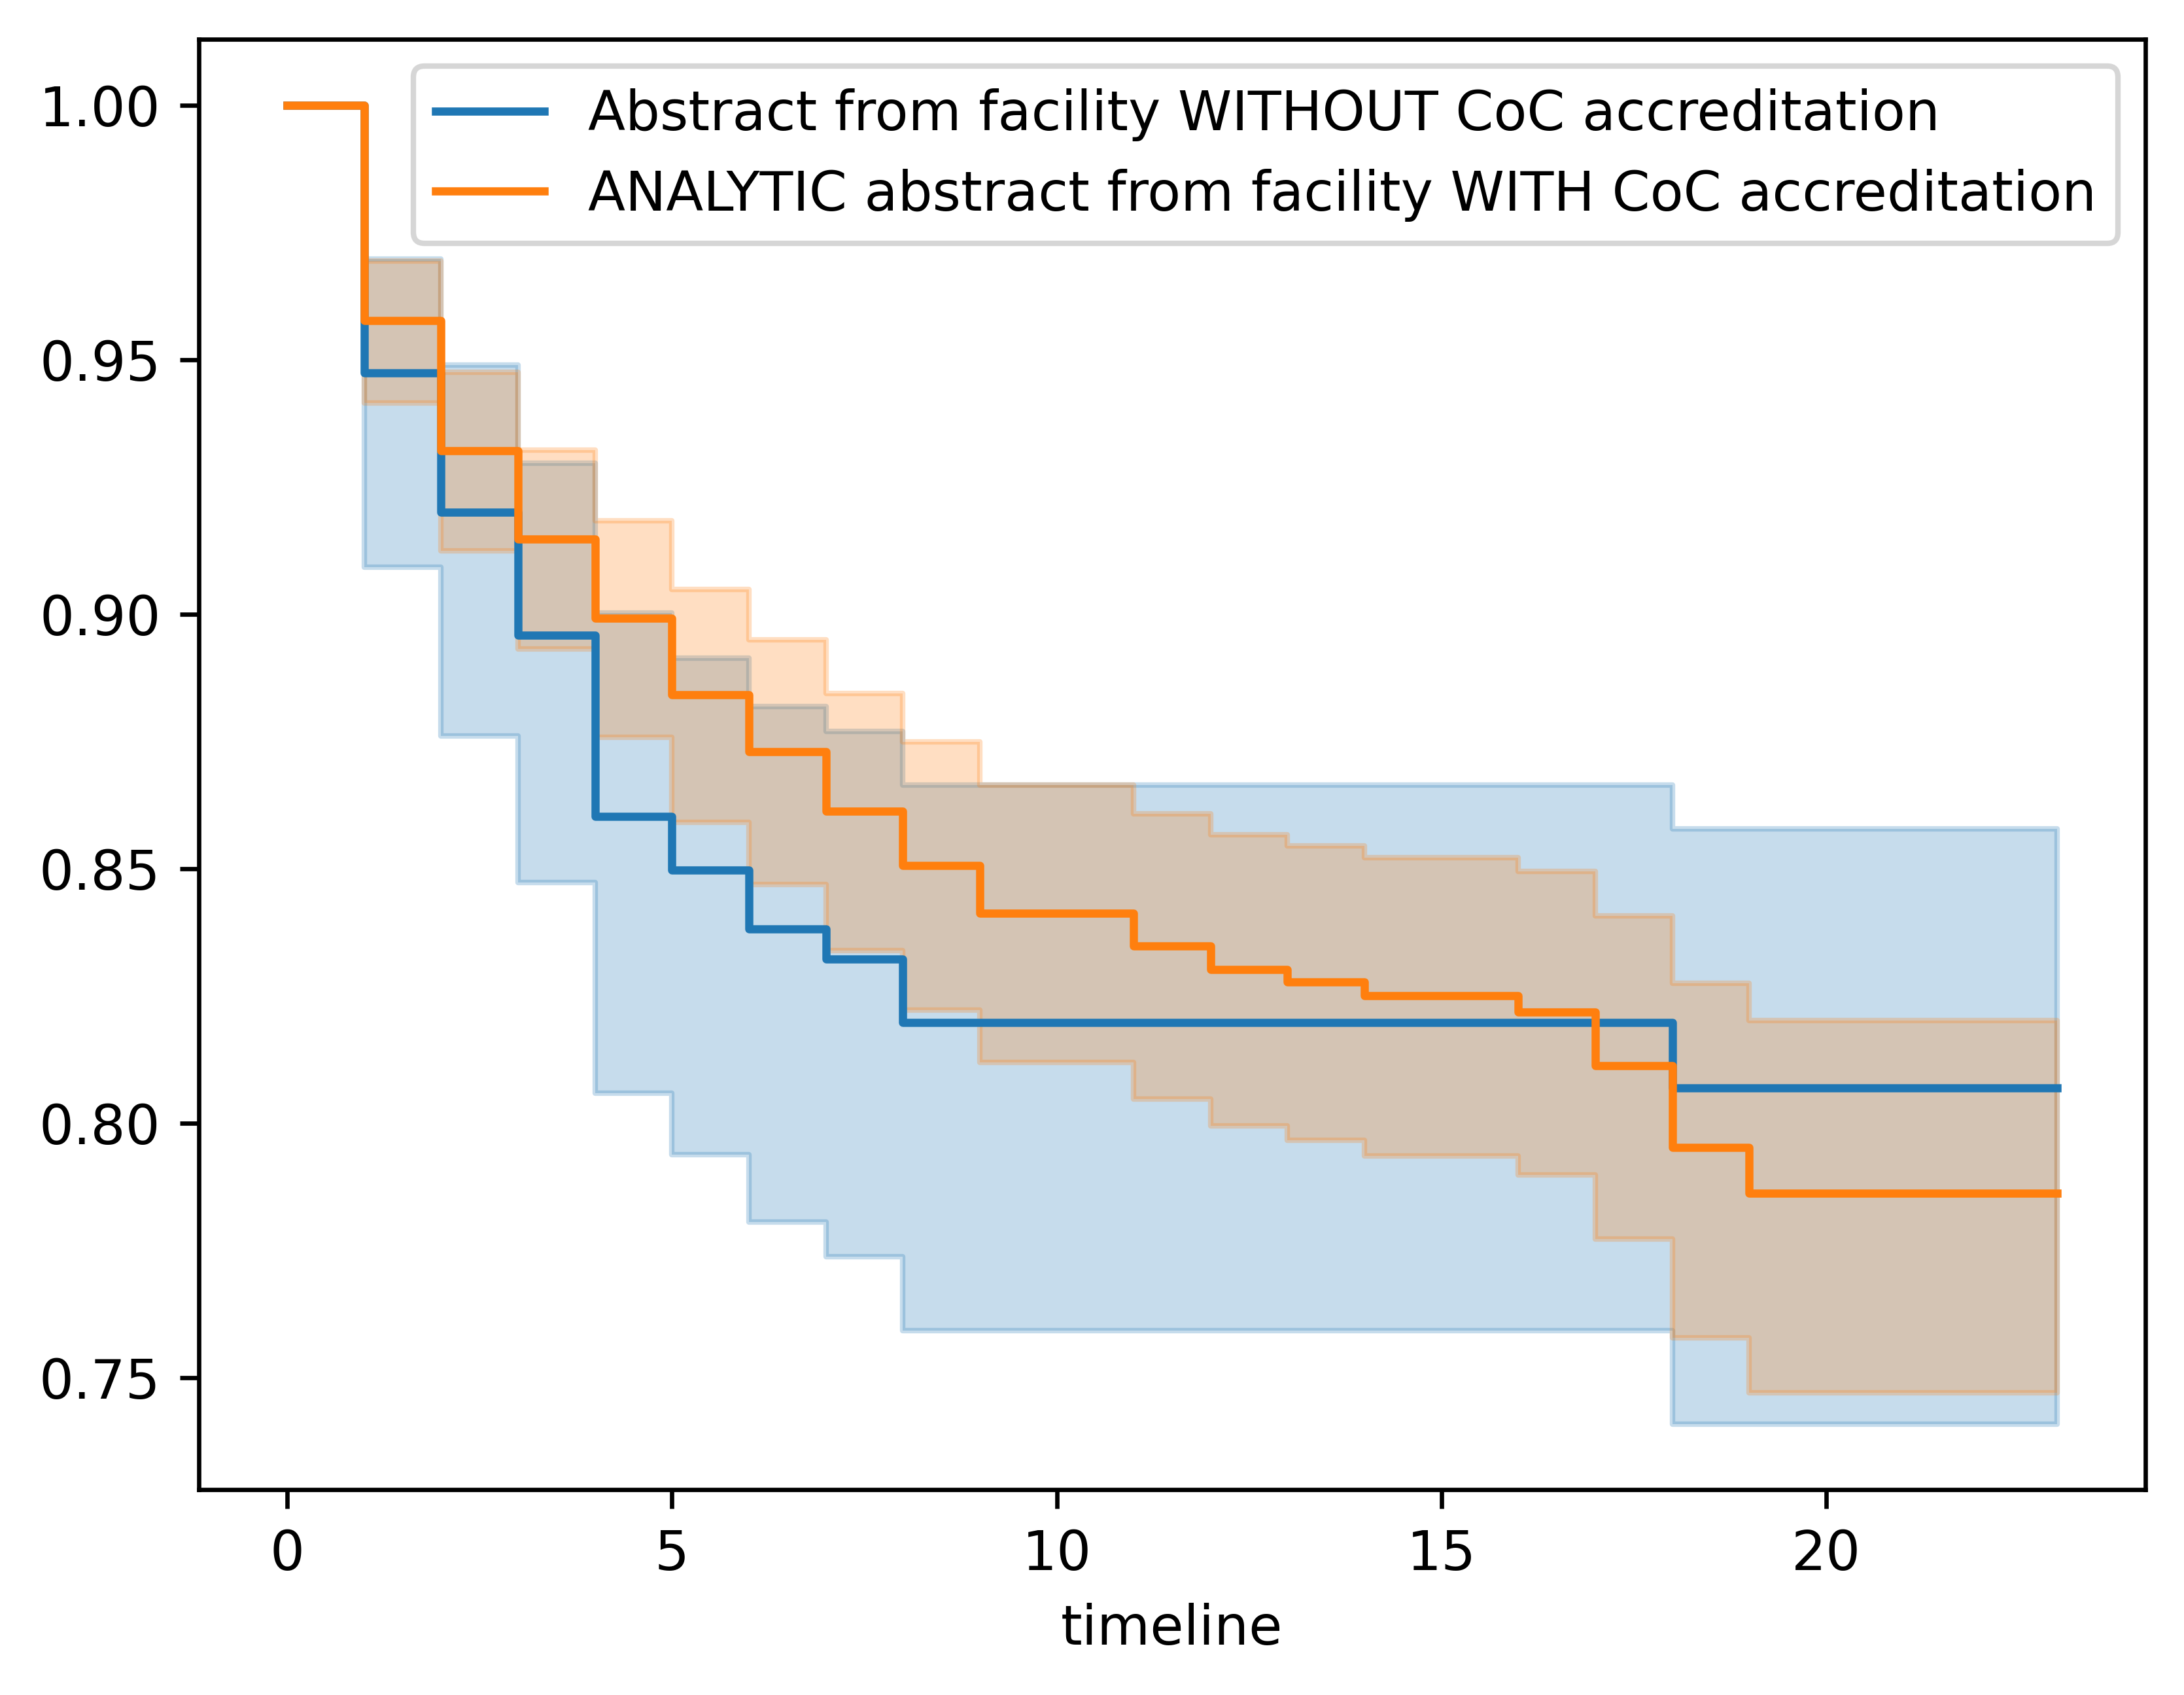 Abstract from facility WITHOUT CoC accreditation
ANALYTIC abstract from facility WITH CoC accreditation
1.00
0.95
0.90
0.85
0.80
0.75
0 5 10 15 20
timeline